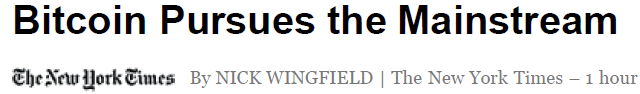 Bitcoin Pursues the Mainstream
The New York Times By NICK WINGFIELD | The New York Times – 1 hour